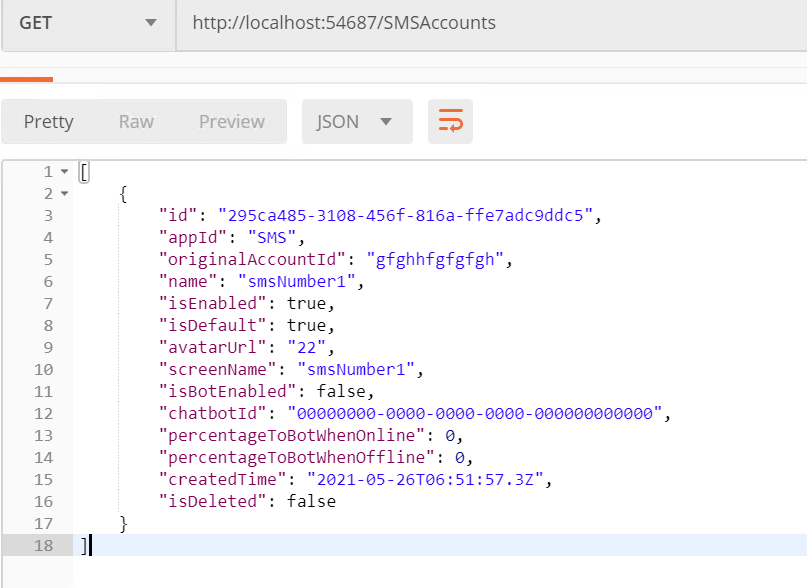 GET http://localhost:54687/SMSAccounts
Pretty Raw Preview JSON
1 [
2 {
3 "id": "295ca485-3108-456f-816a-ffe7adc9ddc5",
4 "appId": "SMS",
5 "originalAccountId": "gfghhfgfgfgh",
6 "name": "smsNumber1",
7 "isEnabled": true,
8 "isDefault": true,
9 "avatarUrl": "22",
10 "screenName": "smsNumber1",
11 "isBotEnabled": false,
12 "chatbotId": "00000000-0000-0000-0000-000000000000",
13 "percentageToBotWhenOnline": 0,
14 "percentageToBotWhenOffline": 0,
15 "createdTime": "2021-05-26T06:51:57.3Z",
16 "isDeleted": false
17 }
18 ]